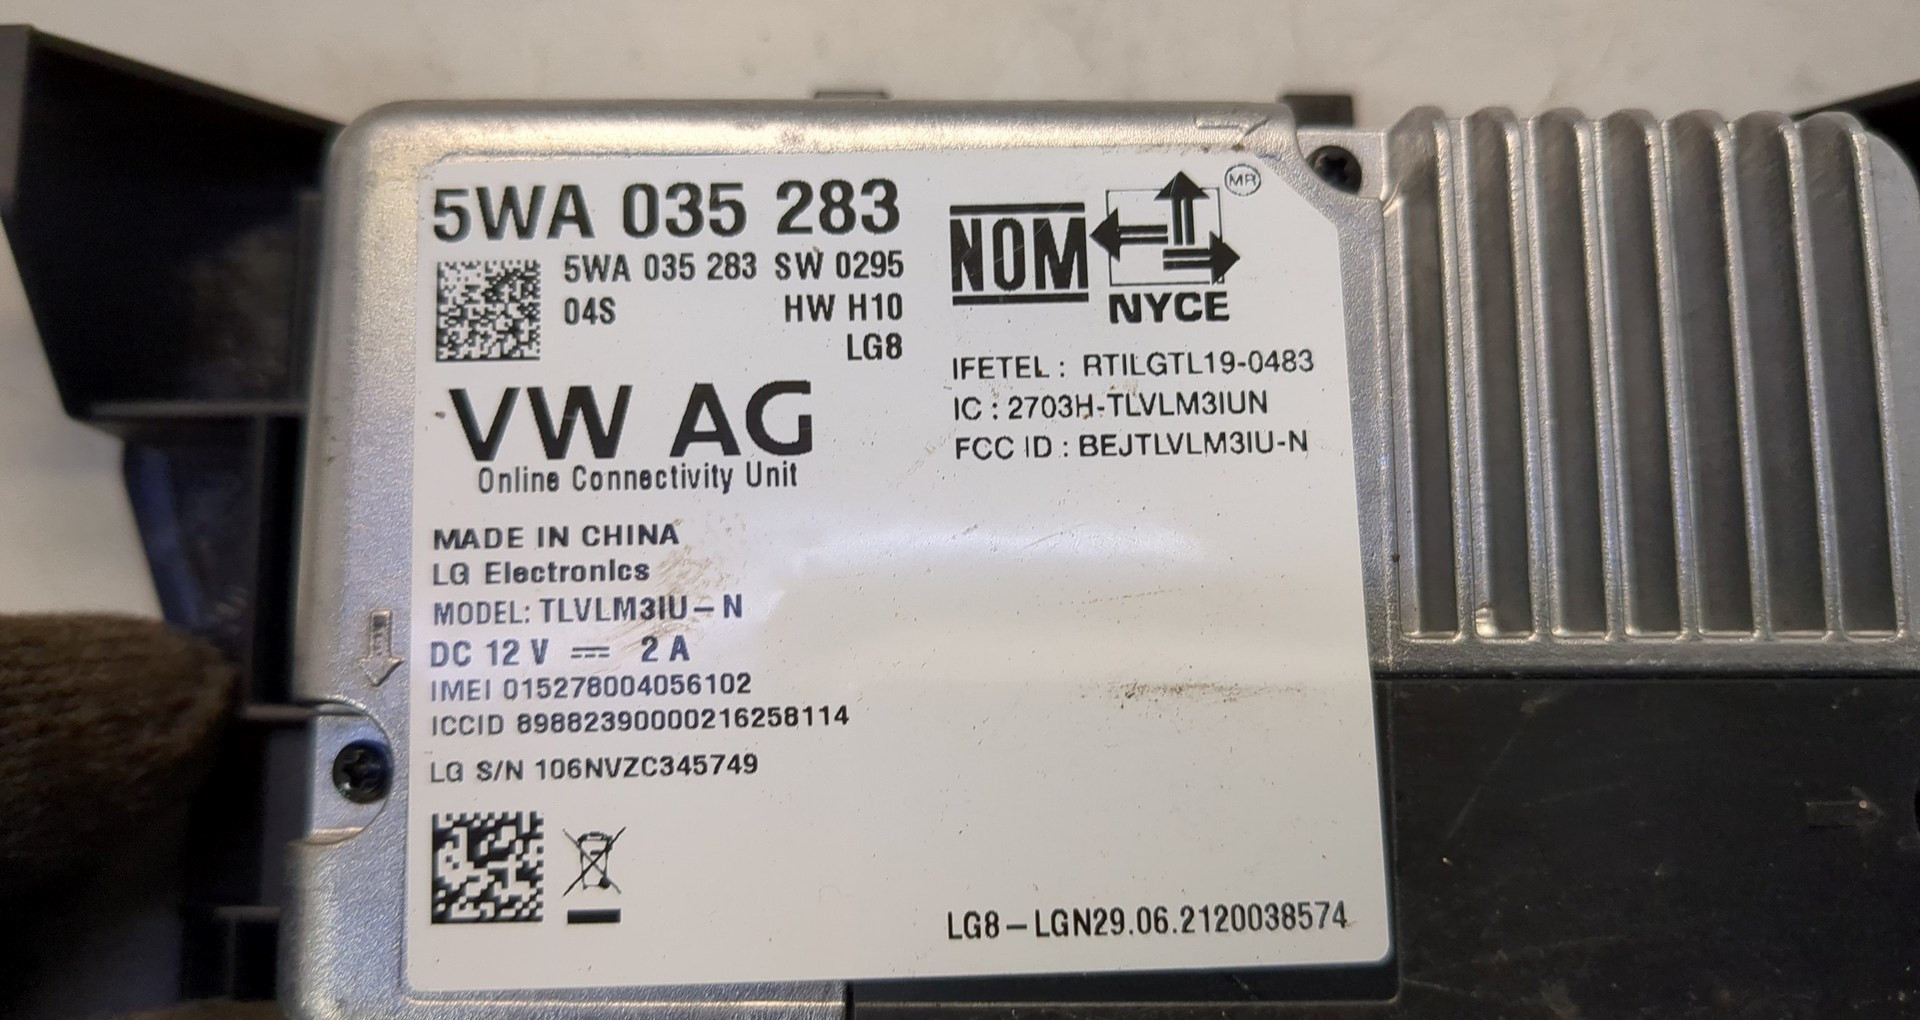 5WA 035 283
5WA 035 283 SW 0295
04S HW H10
LG8
VW AG
Online Connectivity Unit
NOM
MR
NYCE
IFETEL : RTILGTL19-0483
IC : 2703H-TLVLM3IUN
FCC ID : BEJTLVLM3IU-N
MADE IN CHINA
LG Electronics
MODEL: TLVLM3IU-N
DC 12 V ⎓ 2 A
IMEI 015278004056102
ICCID 89882390000216258114
LG S/N 106NVZC345749
LG8-LGN29.06.2120038574